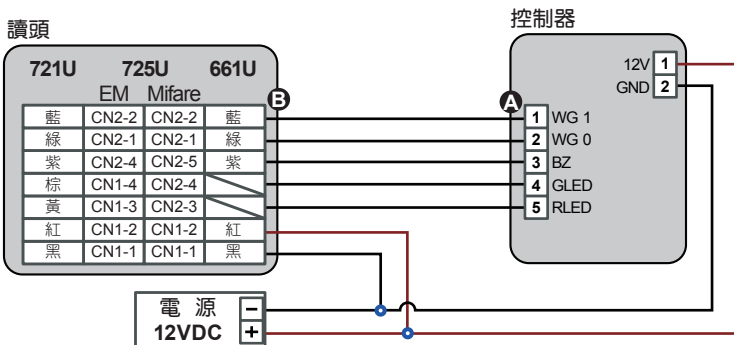 讀頭
721U 725U 661U
EM Mifare
B
藍 CN2-2 CN2-2 藍
綠 CN2-1 CN2-1 綠
紫 CN2-4 CN2-5 紫
棕 CN1-4 CN2-4
黃 CN1-3 CN2-3
紅 CN1-2 CN1-2 紅
黑 CN1-1 CN1-1 黑
控制器
12V 1
GND 2
A
1 WG 1
2 WG 0
3 BZ
4 GLED
5 RLED
電 源 −
12VDC +